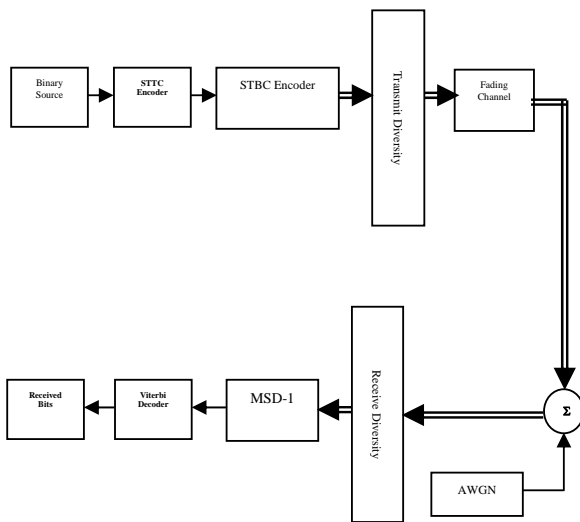 Binary
Source
STTC
Encoder
STBC Encoder
Transmit Diversity
Fading
Channel
Received
Bits
Viterbi
Decoder
MSD-1
Receive Diversity
Σ
AWGN